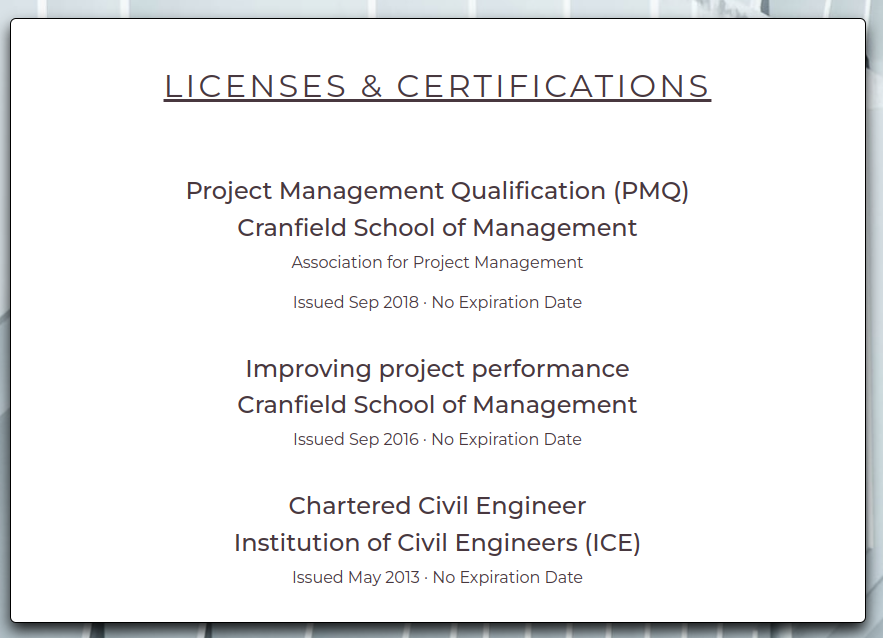 LICENSES & CERTIFICATIONS
Project Management Qualification (PMQ)
Cranfield School of Management
Association for Project Management
Issued Sep 2018 · No Expiration Date
Improving project performance
Cranfield School of Management
Issued Sep 2016 · No Expiration Date
Chartered Civil Engineer
Institution of Civil Engineers (ICE)
Issued May 2013 · No Expiration Date